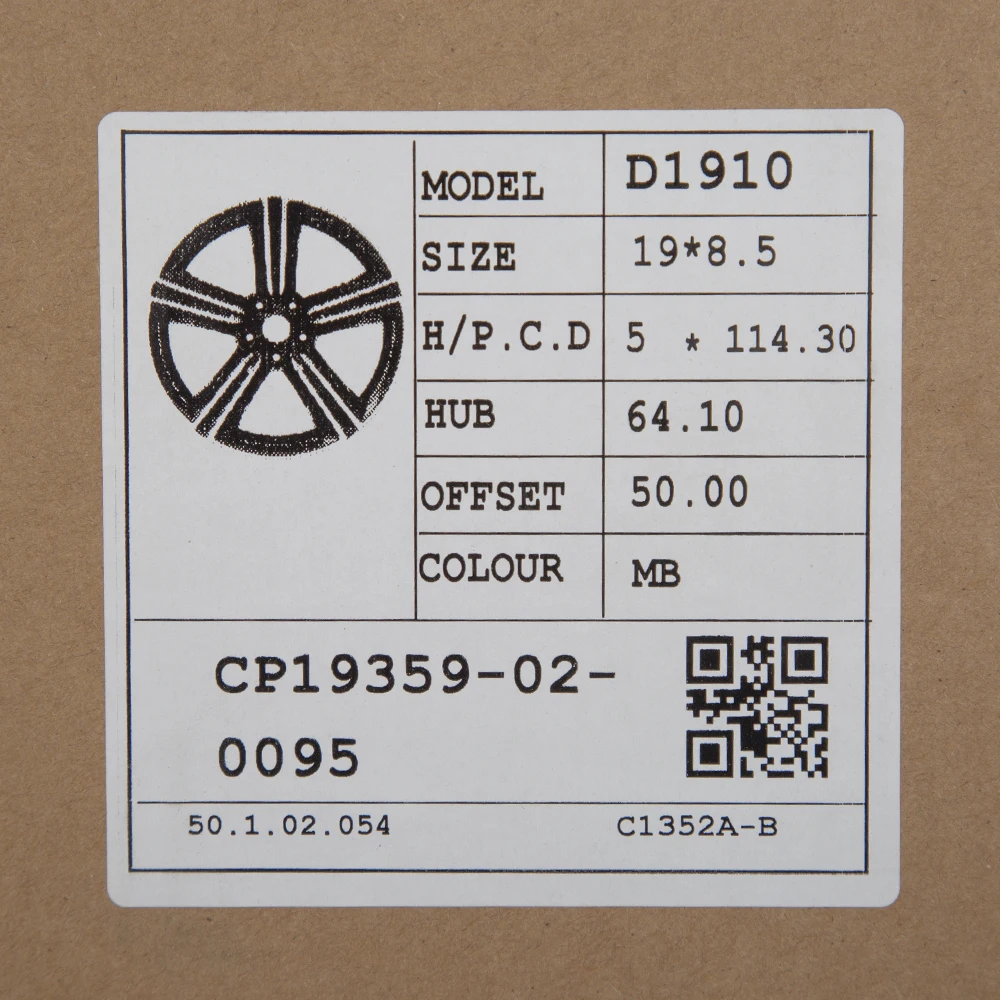 MODEL D1910
SIZE 19*8.5
H/P.C.D 5 * 114.30
HUB 64.10
OFFSET 50.00
COLOUR MB
CP19359-02-
0095
50.1.02.054 C1352A-B